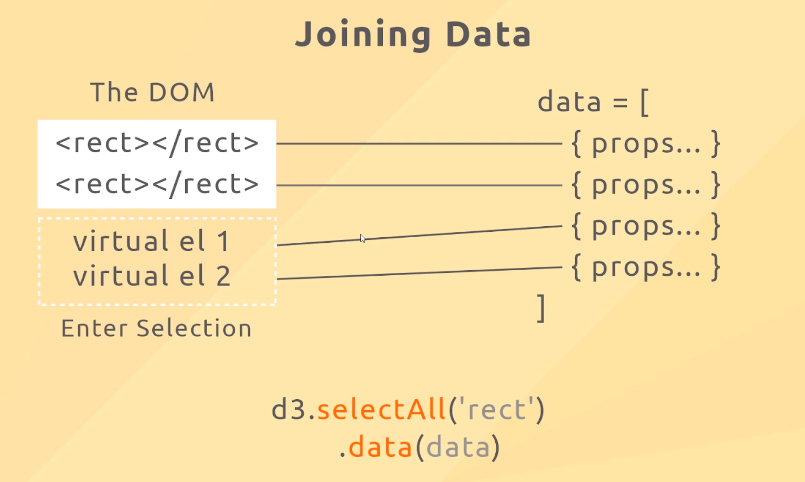 Joining Data
The DOM
<rect></rect>
<rect></rect>
virtual el 1
virtual el 2
Enter Selection
data = [
{ props... }
{ props... }
{ props... }
{ props... }
]
d3.selectAll('rect')
.data(data)